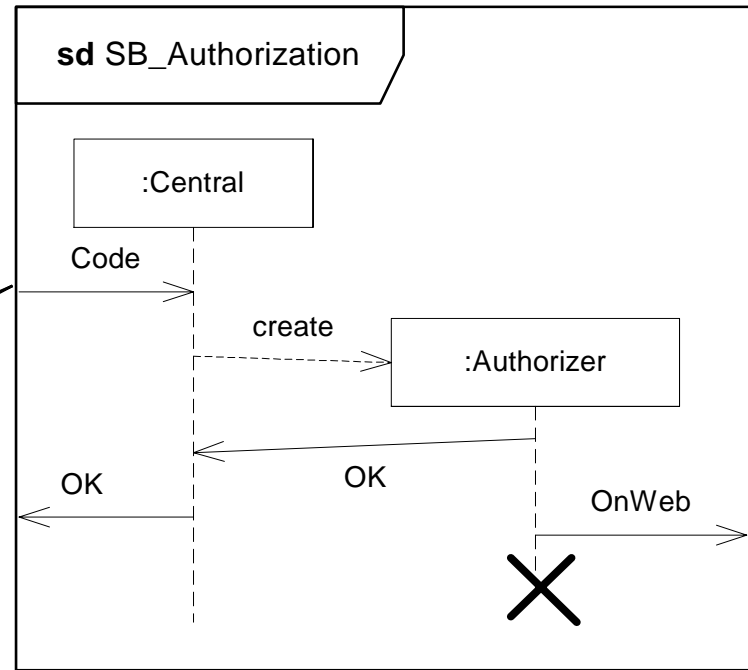 sd SB_Authorization
:Central
Code
create
:Authorizer
OK
OK
OnWeb